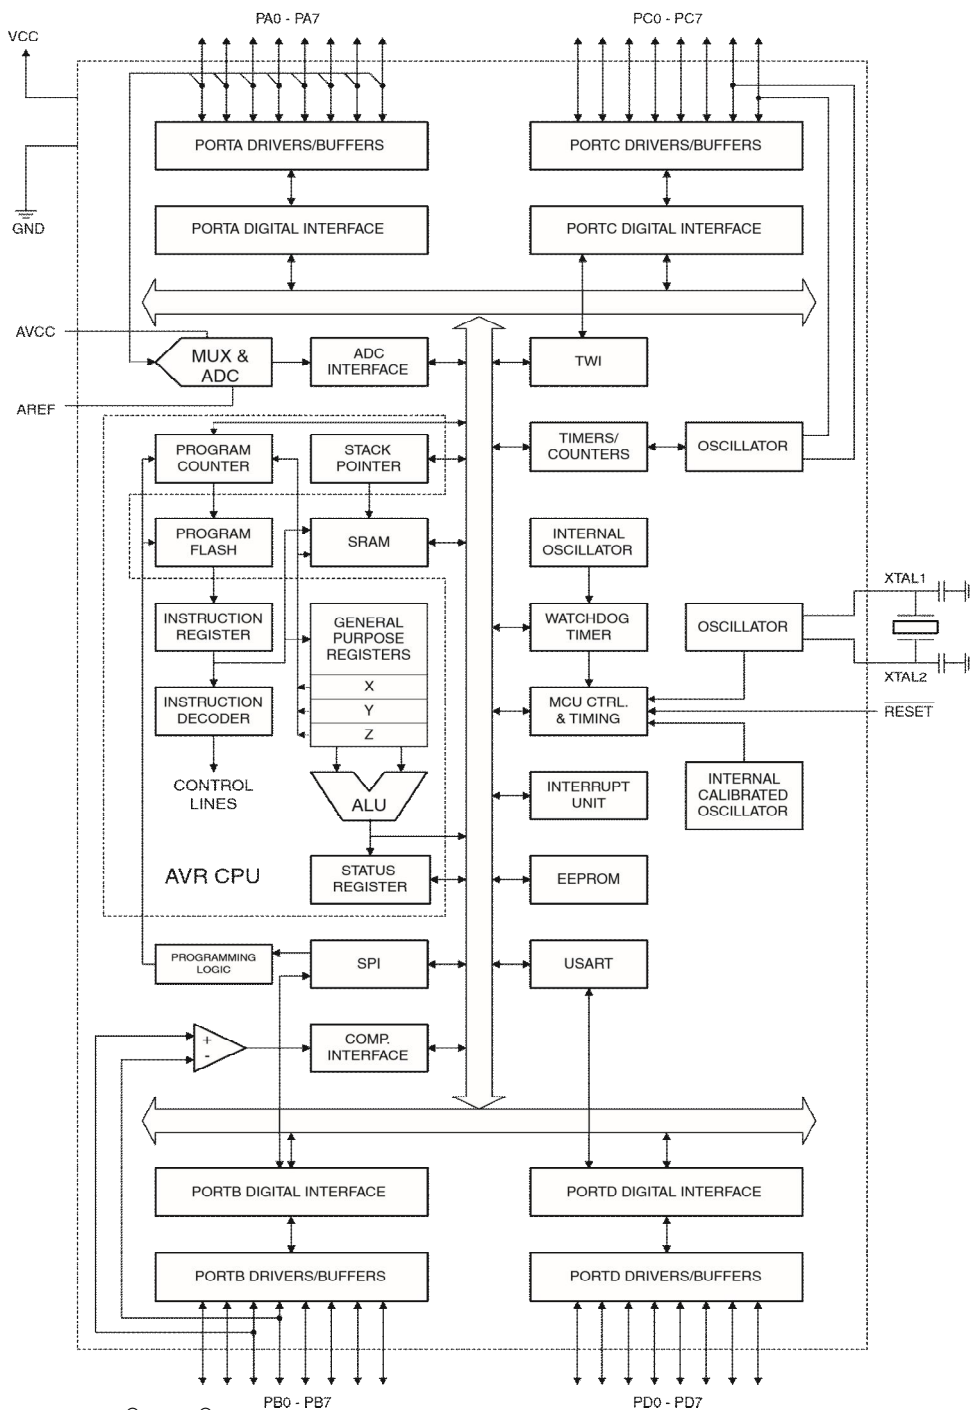 PA0 - PA7
PC0 - PC7
VCC
PORTA DRIVERS/BUFFERS
PORTC DRIVERS/BUFFERS
GND
PORTA DIGITAL INTERFACE
PORTC DIGITAL INTERFACE
AVCC
MUX &
ADC
ADC
INTERFACE
TWI
AREF
PROGRAM
COUNTER
STACK
POINTER
TIMERS/
COUNTERS
OSCILLATOR
PROGRAM
FLASH
SRAM
INTERNAL
OSCILLATOR
XTAL1
INSTRUCTION
REGISTER
GENERAL
PURPOSE
REGISTERS
WATCHDOG
TIMER
OSCILLATOR
XTAL2
X
Y
Z
INSTRUCTION
DECODER
MCU CTRL.
& TIMING
RESET
CONTROL
LINES
ALU
INTERRUPT
UNIT
INTERNAL
CALIBRATED
OSCILLATOR
AVR CPU
STATUS
REGISTER
EEPROM
PROGRAMMING
LOGIC
SPI
USART
+
-
COMP.
INTERFACE
PORTB DIGITAL INTERFACE
PORTD DIGITAL INTERFACE
PORTB DRIVERS/BUFFERS
PORTD DRIVERS/BUFFERS
PB0 - PB7
PD0 - PD7